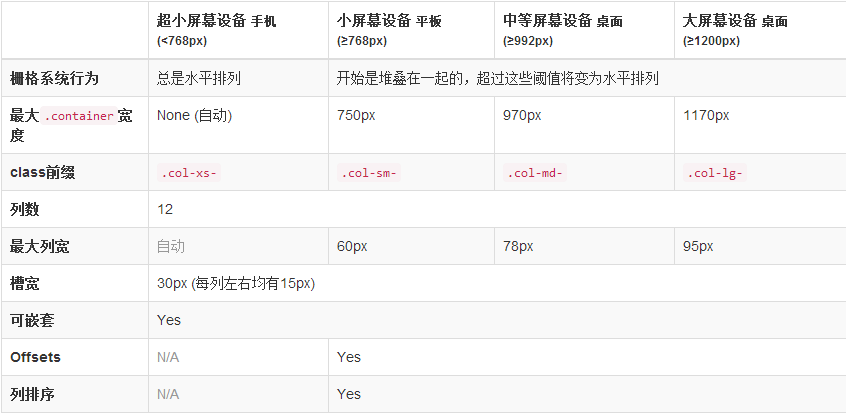 超小屏幕设备 手机 小屏幕设备 平板 中等屏幕设备 桌面 大屏幕设备 桌面
(<768px) (≥768px) (≥992px) (≥1200px)
栅格系统行为 总是水平排列 开始是堆叠在一起的，超过这些阈值将变为水平排列
最大 .container 宽 None (自动) 750px 970px 1170px
度
class前缀 .col-xs- .col-sm- .col-md- .col-lg-
列数 12
最大列宽 自动 60px 78px 95px
槽宽 30px (每列左右均有15px)
可嵌套 Yes
Offsets N/A Yes
列排序 N/A Yes